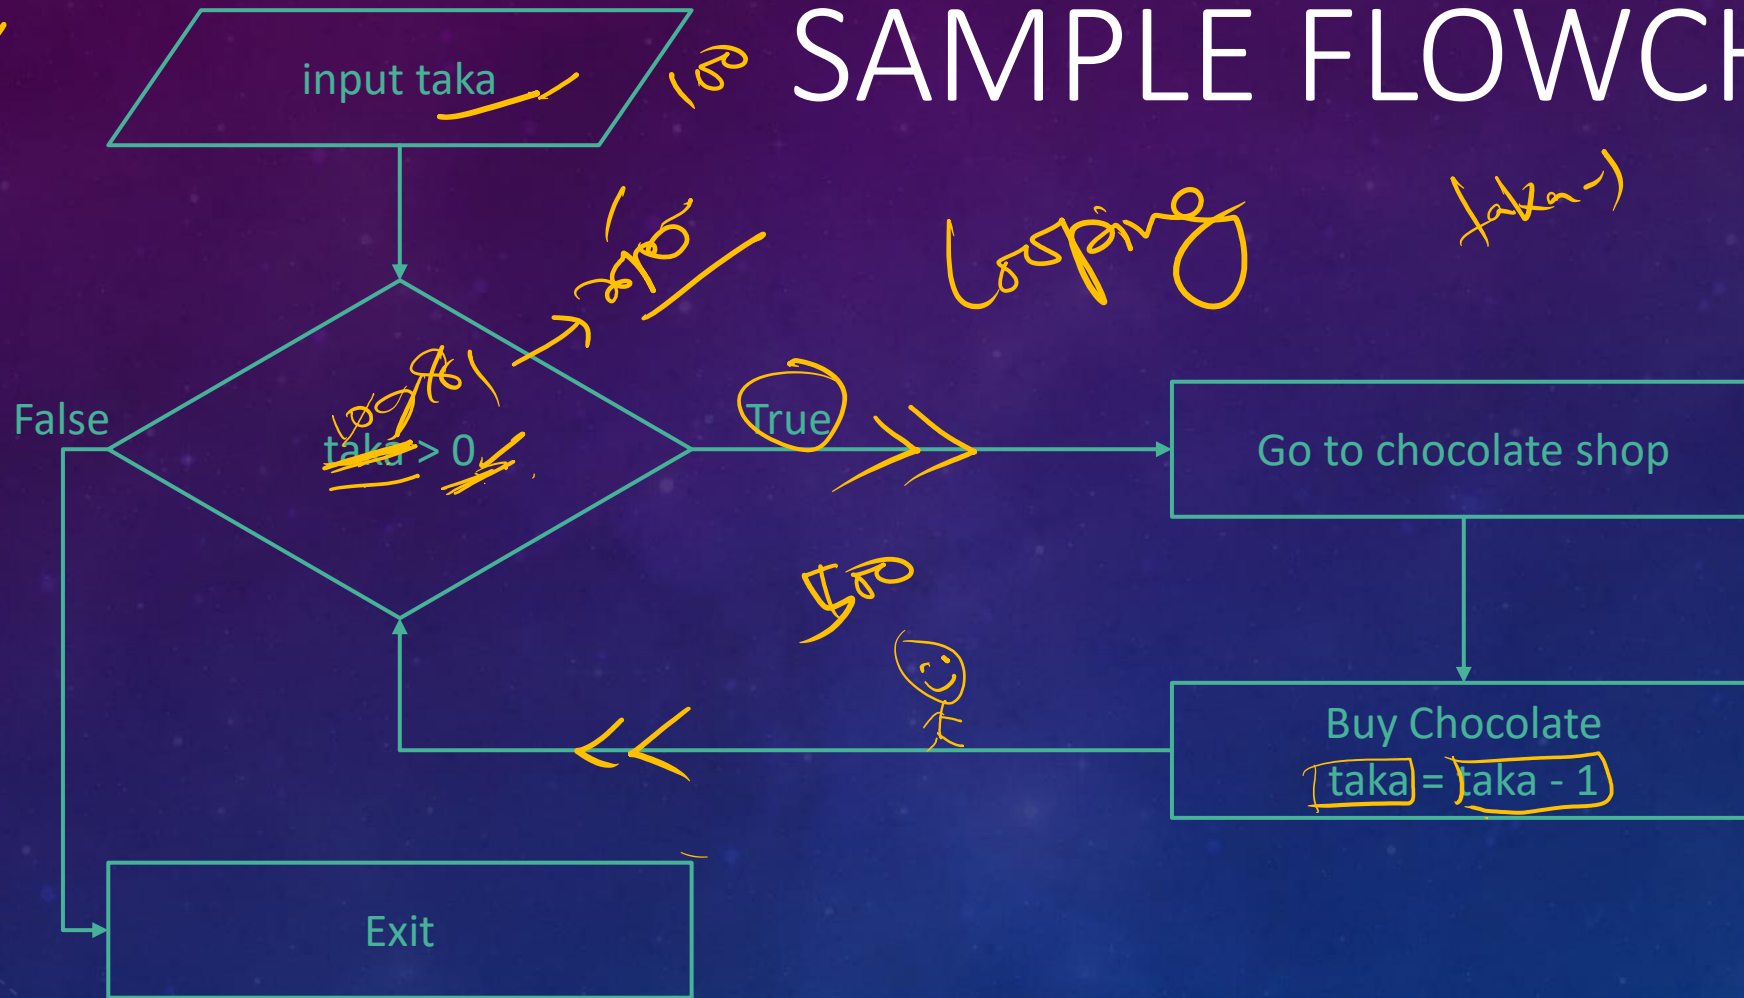 SAMPLE FLOWCH
input taka
100
Looping
taka-1
False
taka > 0
True
Go to chocolate shop
500
Buy Chocolate
taka = taka - 1
Exit